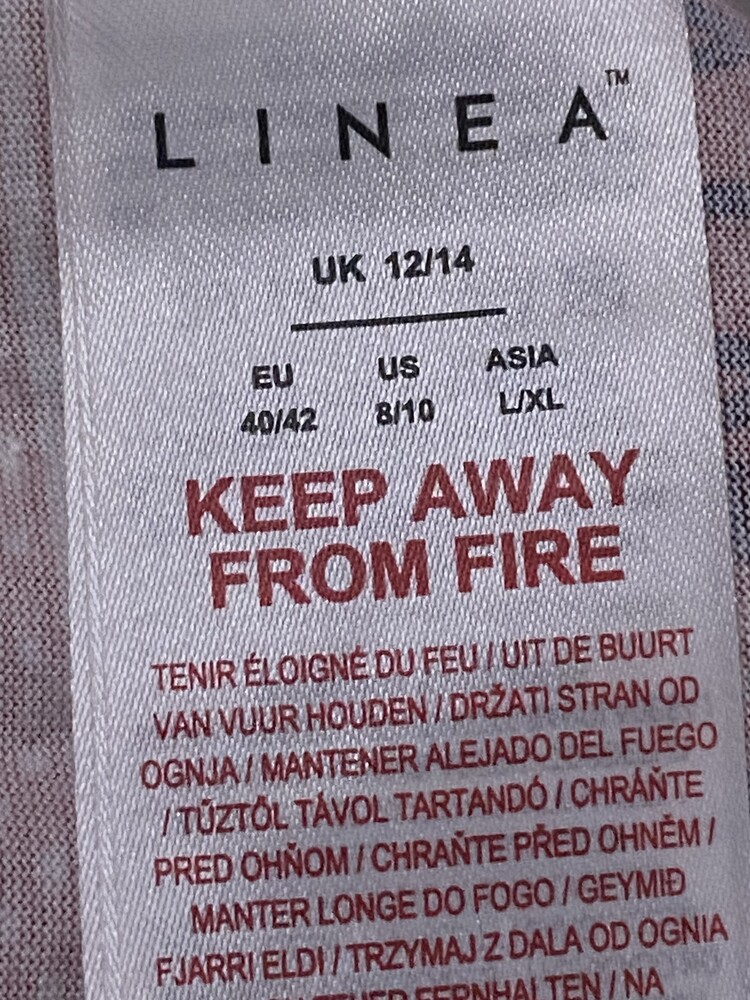 LINEA™
UK 12/14
EU US ASIA
40/42 8/10 L/XL
KEEP AWAY
FROM FIRE
TENIR ÉLOIGNÉ DU FEU / UIT DE BUURT
VAN VUUR HOUDEN / DRŽATI STRAN OD
OGNJA / MANTENER ALEJADO DEL FUEGO
/ TŰZTŐL TÁVOL TARTANDÓ / CHRÁŇTE
PRED OHŇOM / CHRAŇTE PŘED OHNĚM /
MANTER LONGE DO FOGO / GEYMIÐ
FJARRI ELDI / TRZYMAJ Z DALA OD OGNIA
FERNHALTEN / NA